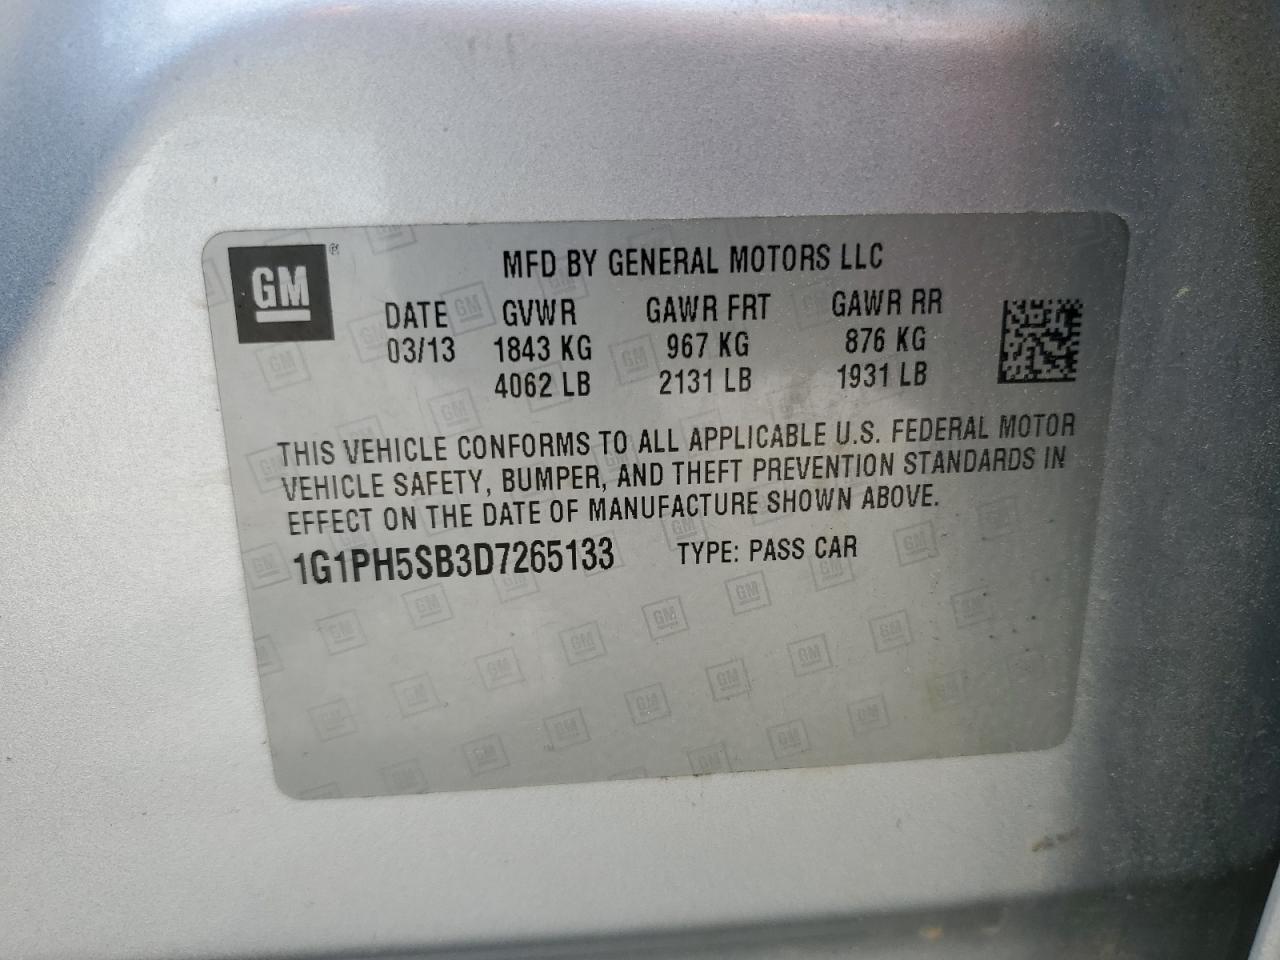 GM ®
MFD BY GENERAL MOTORS LLC
DATE GVWR GAWR FRT GAWR RR
03/13 1843 KG 967 KG 876 KG
4062 LB 2131 LB 1931 LB
THIS VEHICLE CONFORMS TO ALL APPLICABLE U.S. FEDERAL MOTOR
VEHICLE SAFETY, BUMPER, AND THEFT PREVENTION STANDARDS IN
EFFECT ON THE DATE OF MANUFACTURE SHOWN ABOVE.
1G1PH5SB3D7265133 TYPE: PASS CAR